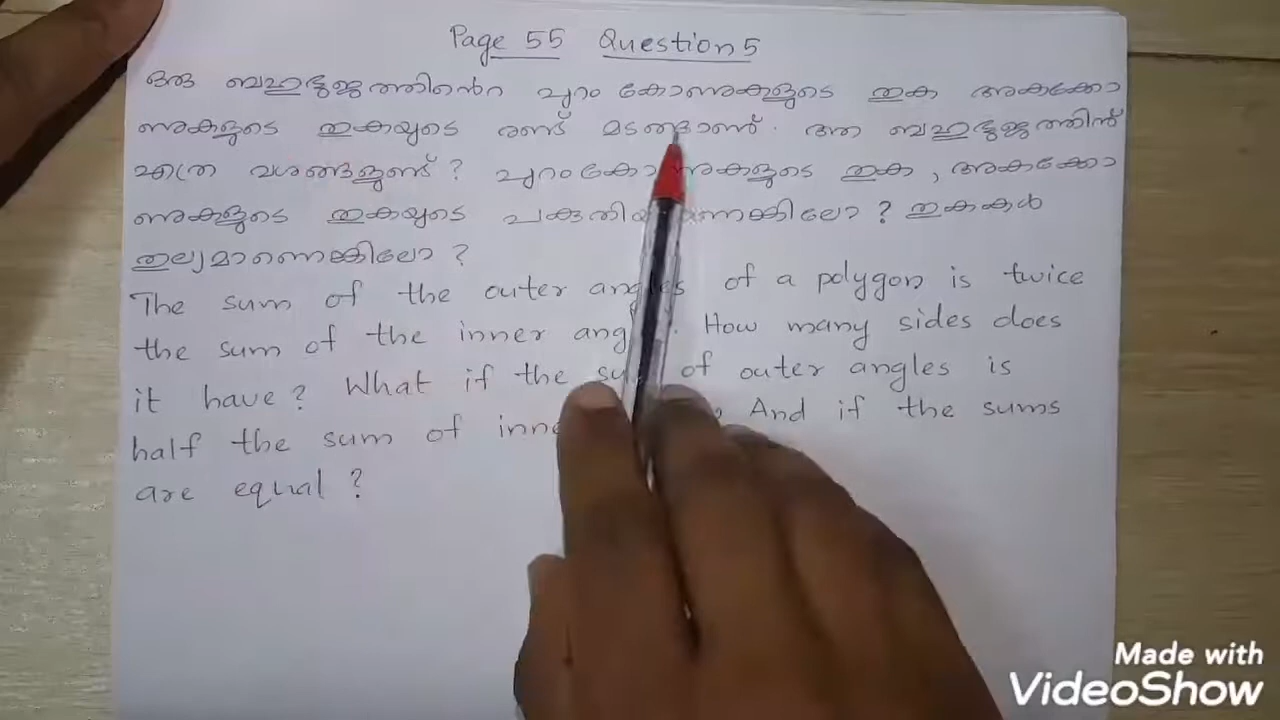 Page 55 Question 5
ഒരു ബഹുഭുജത്തിന്റെ പുറം കോണുകളുടെ തുക അകക്കോ
ണുകളുടെ തുകയുടെ രണ്ട് മടങ്ങാണ്. ആ ബഹുഭുജത്തിന്
എത്ര വശങ്ങളുണ്ട്? പുറംകോണുകളുടെ തുക, അകക്കോ
ണുകളുടെ തുകയുടെ ആണെങ്കിലോ? തുകകൾ
തുല്യമാണെങ്കിലോ?
The sum of the outer angles of a polygon is twice
the sum of the inner How many sides does
it have? What if the of outer angles is
half the sum of And if the sums
are equal?
Made with
VideoShow